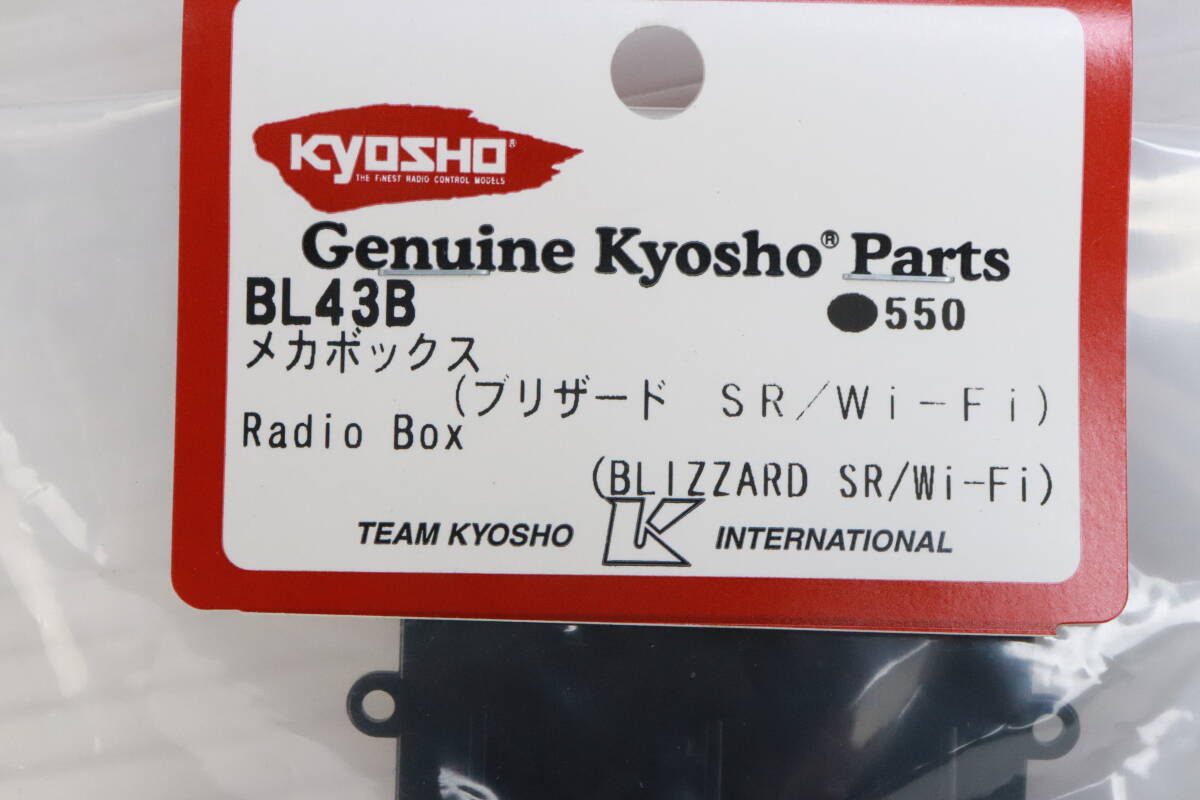 KYOSHO®
THE FINEST RADIO CONTROL MODELS
Genuine Kyosho® Parts
BL43B ●550
メカボックス
(ブリザード SR/Wi-Fi)
Radio Box
(BLIZZARD SR/Wi-Fi)
TEAM KYOSHO K INTERNATIONAL